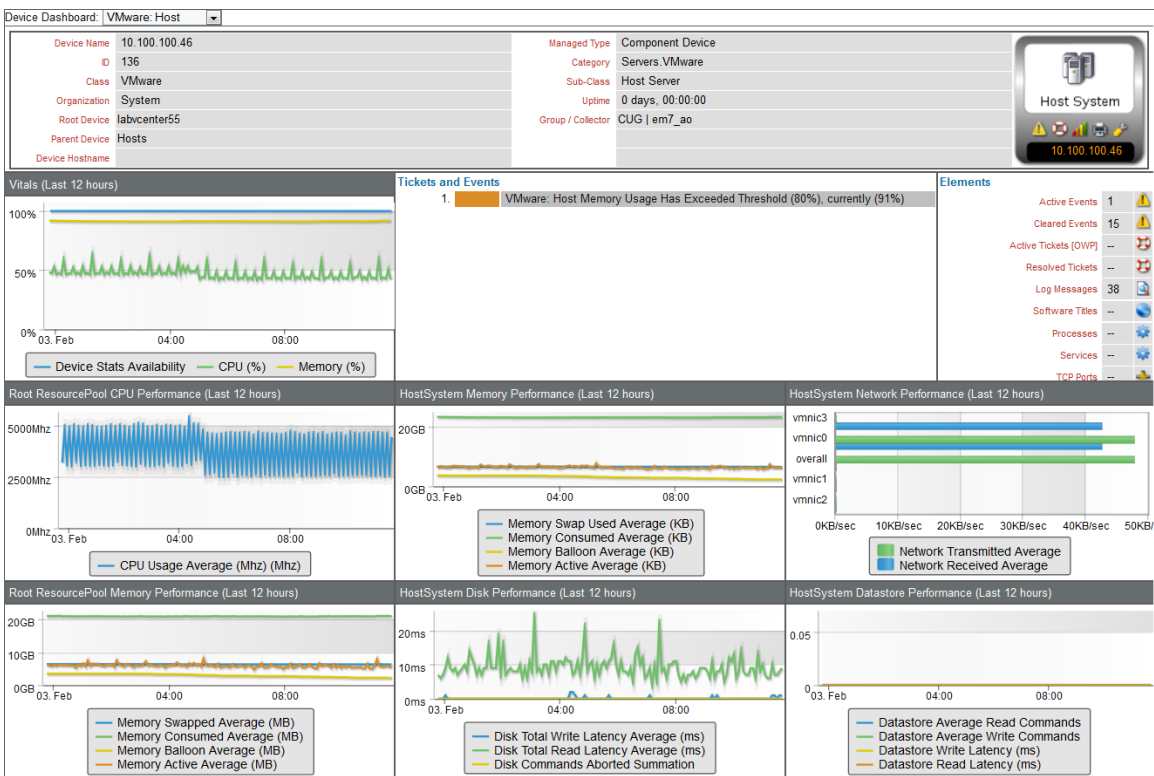 Device Dashboard: VMware: Host
Device Name 10.100.100.46
ID 136
Class VMware
Organization System
Root Device labvcenter55
Parent Device Hosts
Device Hostname
Managed Type Component Device
Category Servers.VMware
Sub-Class Host Server
Uptime 0 days, 00:00:00
Group / Collector CUG | em7_ao
Host System
10.100.100.46
Vitals (Last 12 hours)
100%
50%
0%
03. Feb 04:00 08:00
Device Stats Availability CPU (%) Memory (%)
Tickets and Events
1. VMware: Host Memory Usage Has Exceeded Threshold (80%), currently (91%)
Elements
Active Events 1
Cleared Events 15
Active Tickets [OWP] --
Resolved Tickets --
Log Messages 38
Software Titles --
Processes --
Services --
TCP Ports --
Root ResourcePool CPU Performance (Last 12 hours)
5000Mhz
2500Mhz
0Mhz
03. Feb 04:00 08:00
CPU Usage Average (Mhz) (Mhz)
HostSystem Memory Performance (Last 12 hours)
20GB
0GB
03. Feb 04:00 08:00
Memory Swap Used Average (KB)
Memory Consumed Average (KB)
Memory Balloon Average (KB)
Memory Active Average (KB)
HostSystem Network Performance (Last 12 hours)
vmnic3
vmnic0
overall
vmnic1
vmnic2
0KB/sec 10KB/sec 20KB/sec 30KB/sec 40KB/sec 50KB/
Network Transmitted Average
Network Received Average
Root ResourcePool Memory Performance (Last 12 hours)
20GB
10GB
0GB
03. Feb 04:00 08:00
Memory Swapped Average (MB)
Memory Consumed Average (MB)
Memory Balloon Average (MB)
Memory Active Average (MB)
HostSystem Disk Performance (Last 12 hours)
20ms
10ms
0ms
03. Feb 04:00 08:00
Disk Total Write Latency Average (ms)
Disk Total Read Latency Average (ms)
Disk Commands Aborted Summation
HostSystem Datastore Performance (Last 12 hours)
0.05
0
03. Feb 04:00 08:00
Datastore Average Read Commands
Datastore Average Write Commands
Datastore Write Latency (ms)
Datastore Read Latency (ms)